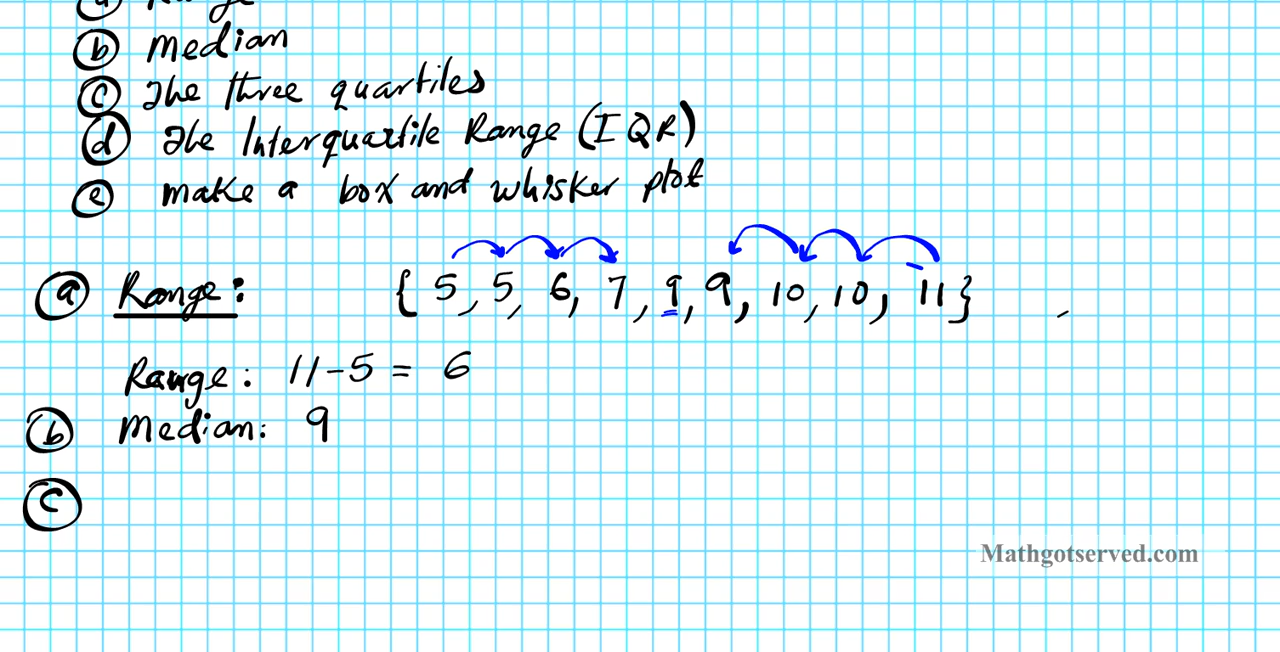 (a) Range
(b) Median
(c) The three quartiles
(d) The Interquartile Range (IQR)
(e) make a box and whisker plot
(a) Range: { 5, 5, 6, 7, 9, 9, 10, 10, 11 }
Range: 11-5 = 6
(b) Median: 9
(c)
Mathgotserved.com